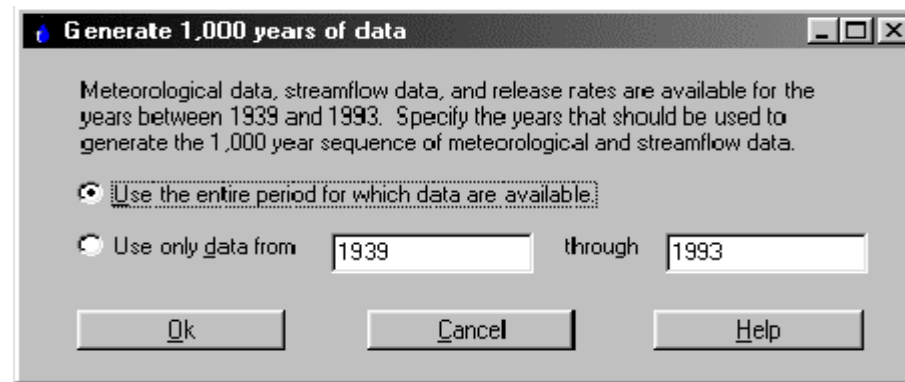 Generate 1,000 years of data
Meteorological data, streamflow data, and release rates are available for the
years between 1939 and 1993. Specify the years that should be used to
generate the 1,000 year sequence of meteorological and streamflow data.
Use the entire period for which data are available.
Use only data from 1939 through 1993
Ok Cancel Help